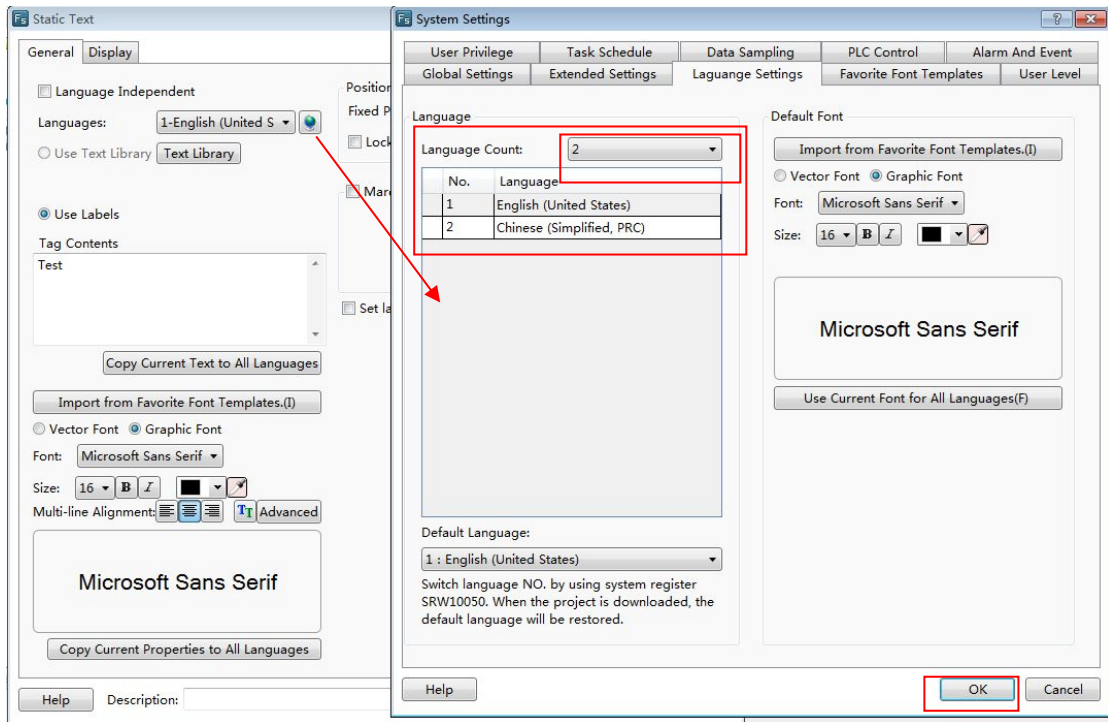 Static Text
General Display
Language Independent
Languages: 1-English (United S
Use Text Library Text Library
Use Labels
Tag Contents
Test
Copy Current Text to All Languages
Import from Favorite Font Templates.(I)
Vector Font Graphic Font
Font: Microsoft Sans Serif
Size: 16 B I
Multi-line Alignment: TT Advanced
Microsoft Sans Serif
Copy Current Properties to All Languages
Help Description:
Position
Fixed P
Lock
Marc
Set la
System Settings
User Privilege Task Schedule Data Sampling PLC Control Alarm And Event
Global Settings Extended Settings Laguange Settings Favorite Font Templates User Level
Language
Language Count: 2
No. Language
1 English (United States)
2 Chinese (Simplified, PRC)
Default Language:
1 : English (United States)
Switch language NO. by using system register
SRW10050. When the project is downloaded, the
default language will be restored.
Default Font
Import from Favorite Font Templates.(I)
Vector Font Graphic Font
Font: Microsoft Sans Serif
Size: 16 B I
Microsoft Sans Serif
Use Current Font for All Languages(F)
Help OK Cancel